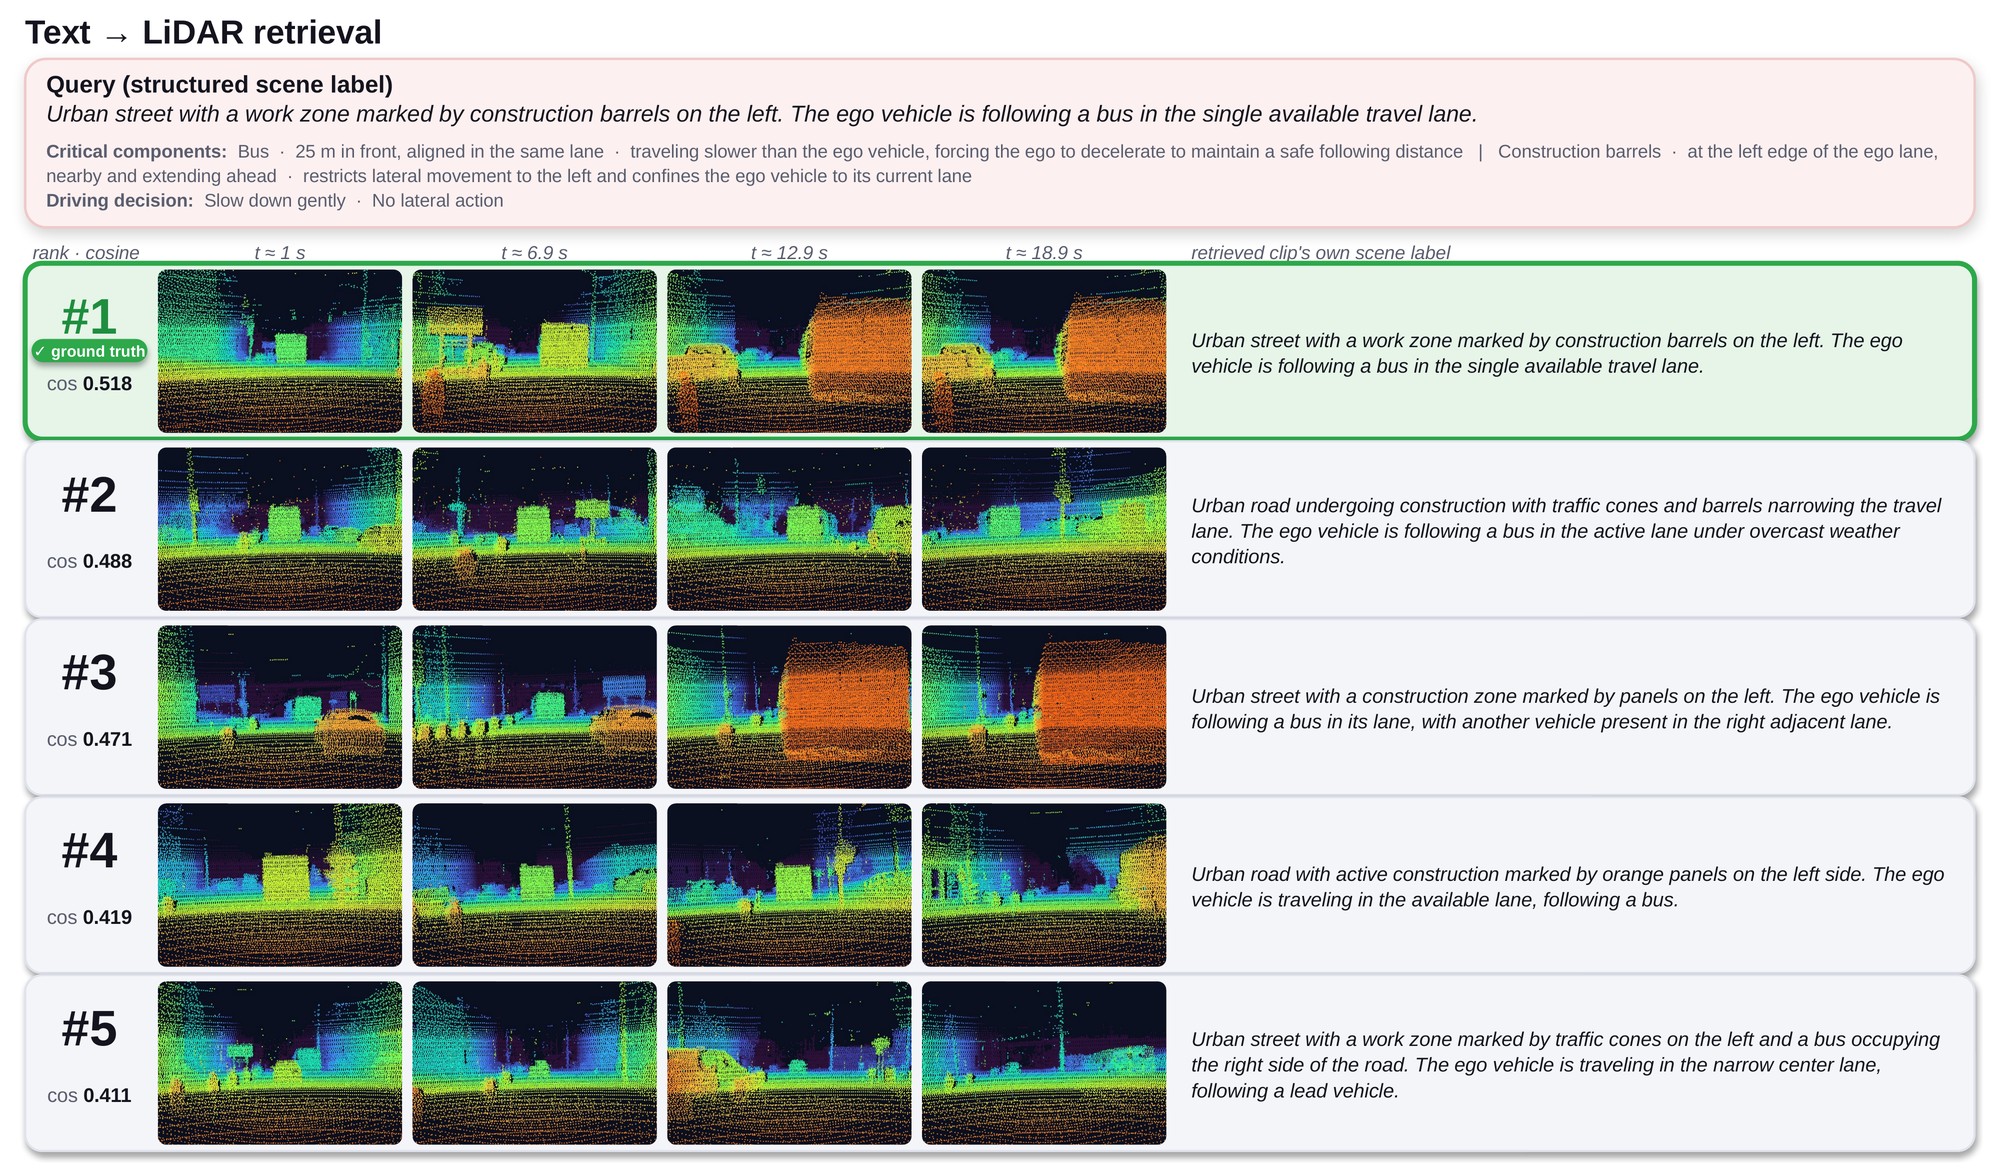 Text → LiDAR retrieval
Query (structured scene label)
Urban street with a work zone marked by construction barrels on the left. The ego vehicle is following a bus in the single available travel lane.
Critical components: Bus · 25 m in front, aligned in the same lane · traveling slower than the ego vehicle, forcing the ego to decelerate to maintain a safe following distance | Construction barrels · at the left edge of the ego lane,
nearby and extending ahead · restricts lateral movement to the left and confines the ego vehicle to its current lane
Driving decision: Slow down gently · No lateral action
rank · cosine t ≈ 1 s t ≈ 6.9 s t ≈ 12.9 s t ≈ 18.9 s retrieved clip's own scene label
#1
✓ ground truth
cos 0.518
Urban street with a work zone marked by construction barrels on the left. The ego
vehicle is following a bus in the single available travel lane.
#2
cos 0.488
Urban road undergoing construction with traffic cones and barrels narrowing the travel
lane. The ego vehicle is following a bus in the active lane under overcast weather
conditions.
#3
cos 0.471
Urban street with a construction zone marked by panels on the left. The ego vehicle is
following a bus in its lane, with another vehicle present in the right adjacent lane.
#4
cos 0.419
Urban road with active construction marked by orange panels on the left side. The ego
vehicle is traveling in the available lane, following a bus.
#5
cos 0.411
Urban street with a work zone marked by traffic cones on the left and a bus occupying
the right side of the road. The ego vehicle is traveling in the narrow center lane,
following a lead vehicle.